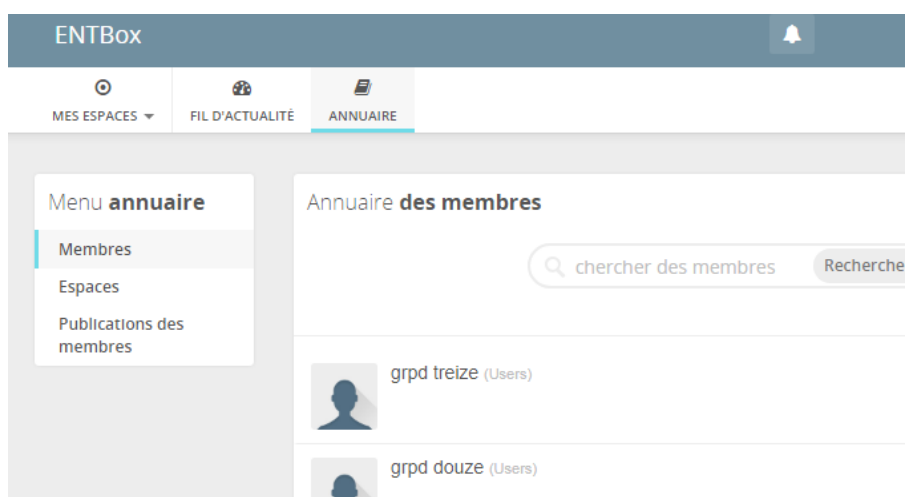 ENTBox
MES ESPACES
FIL D'ACTUALITÉ
ANNUAIRE
Menu annuaire
Membres
Espaces
Publications des
membres
Annuaire des membres
chercher des membres
Recherche
grpd treize (Users)
grpd douze (Users)